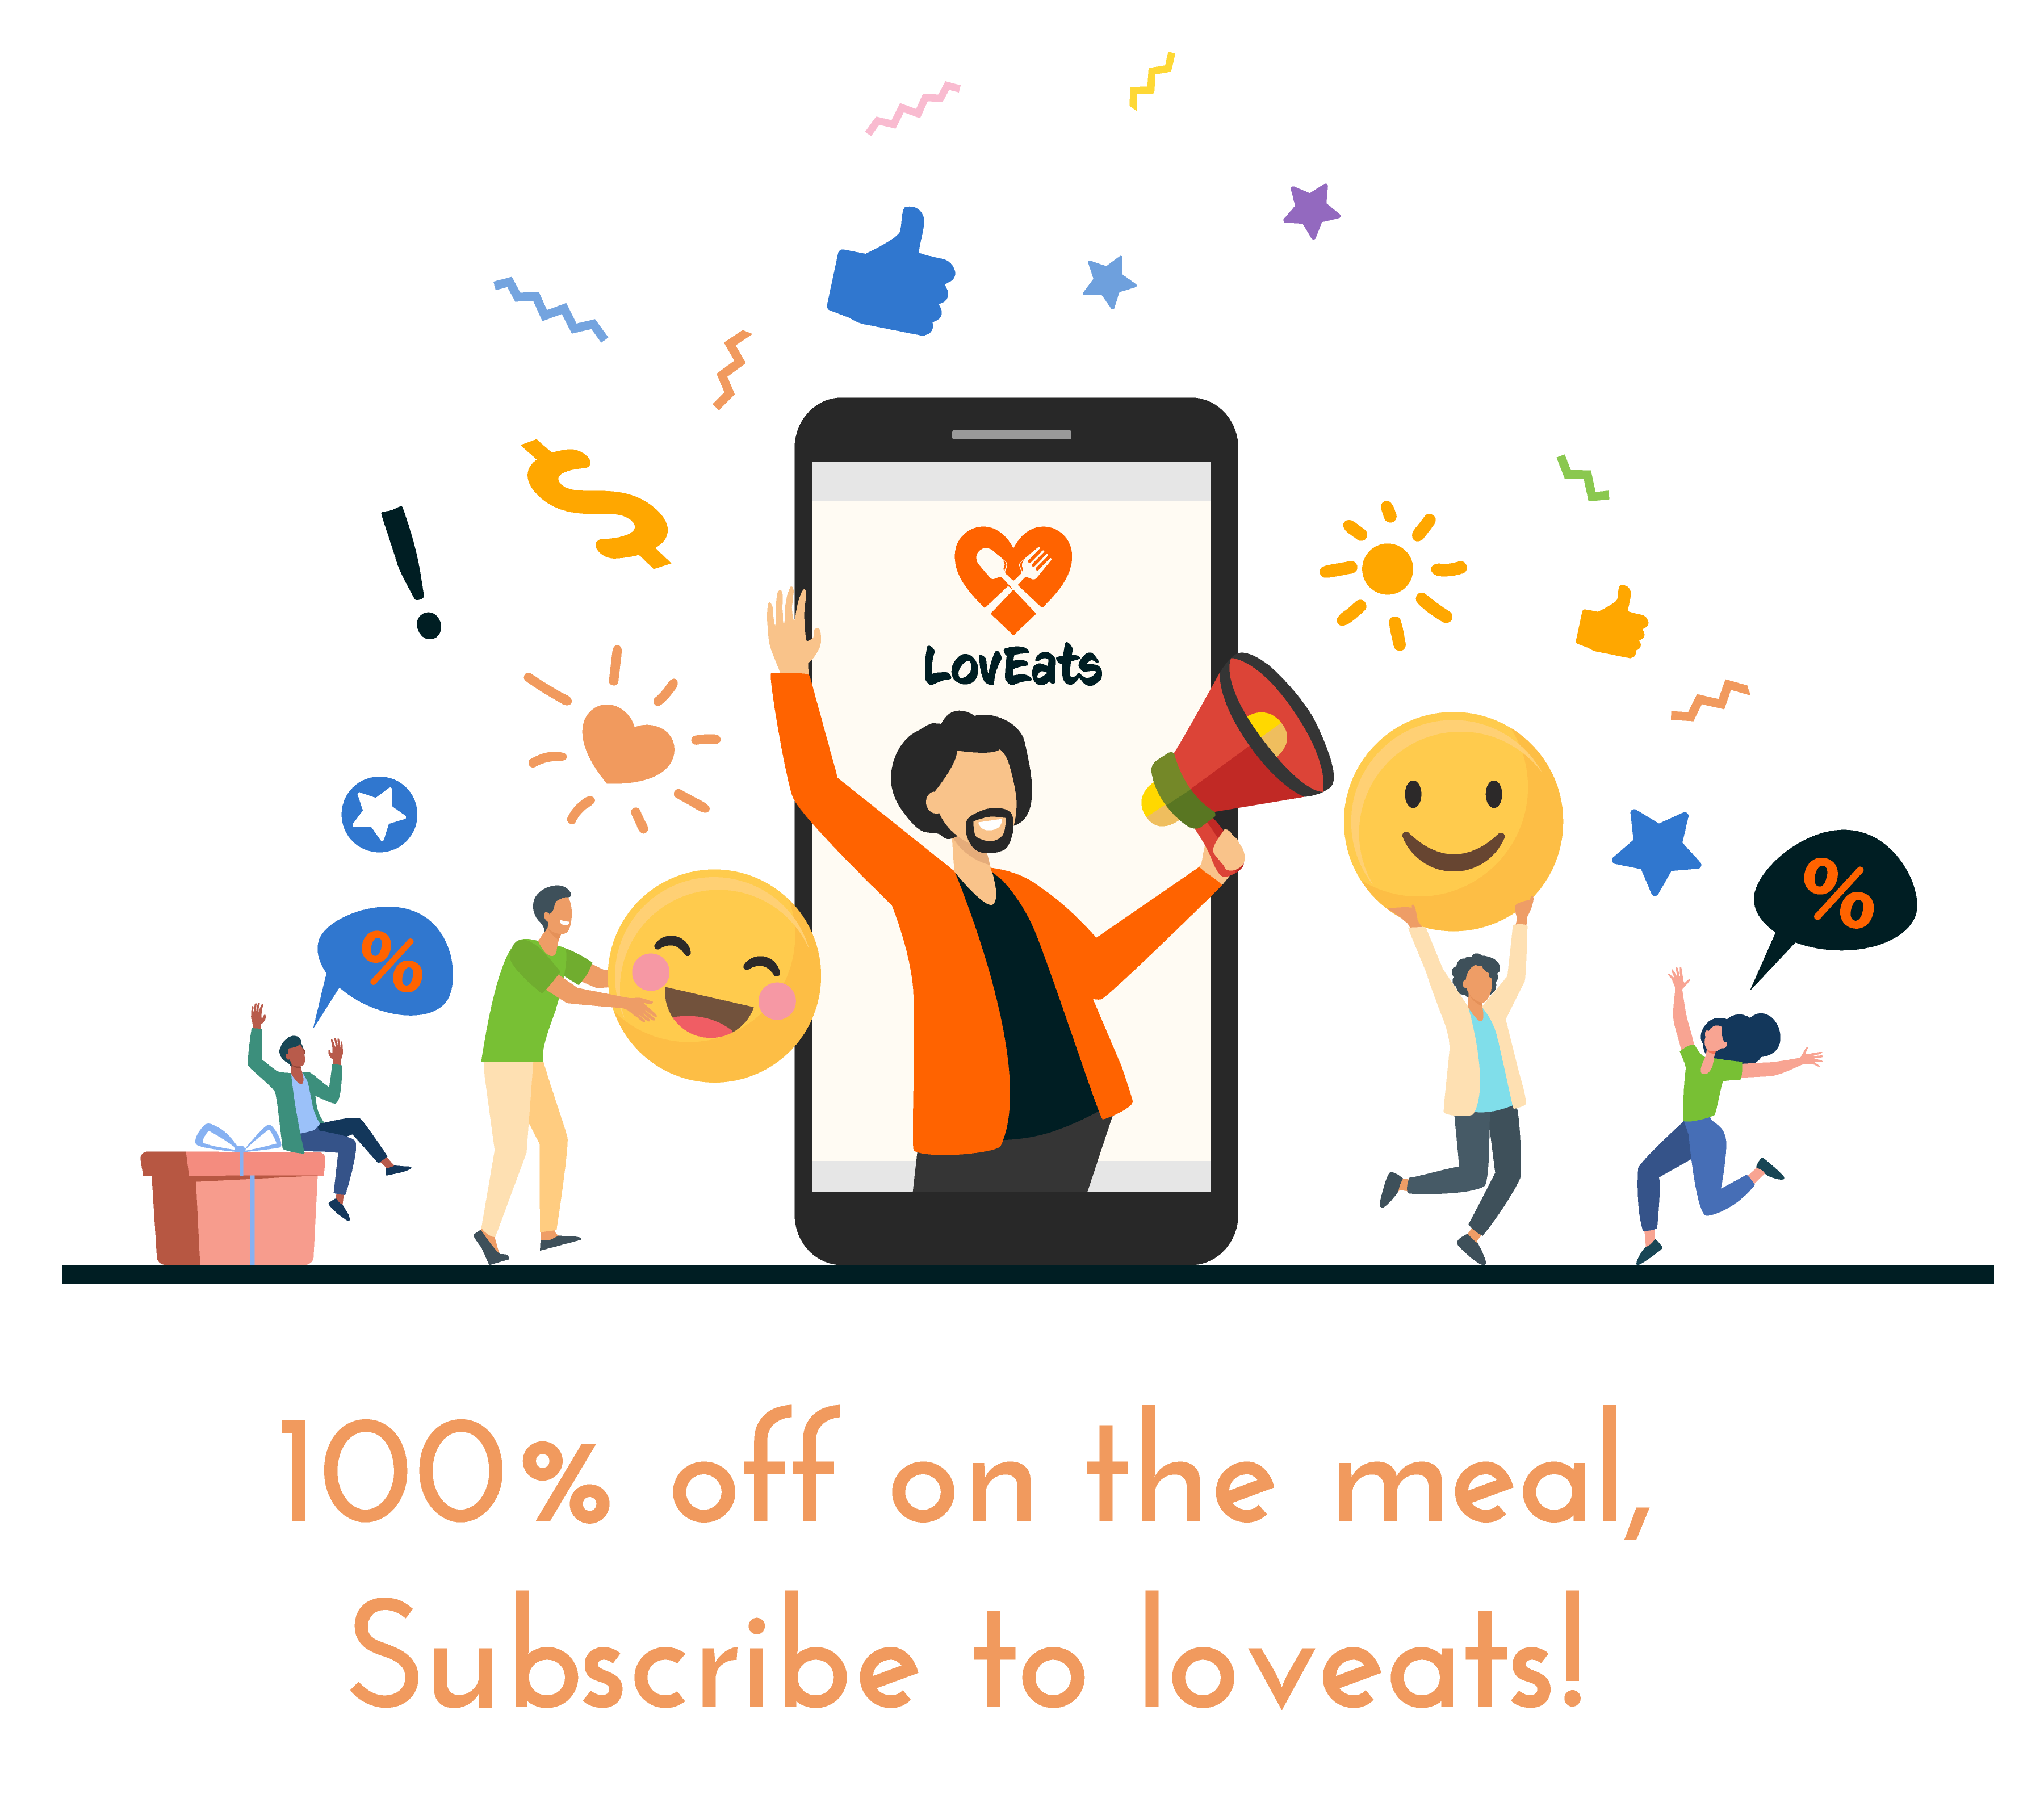 LovEats
%
%
100% off on the meal,
Subscribe to loveats!